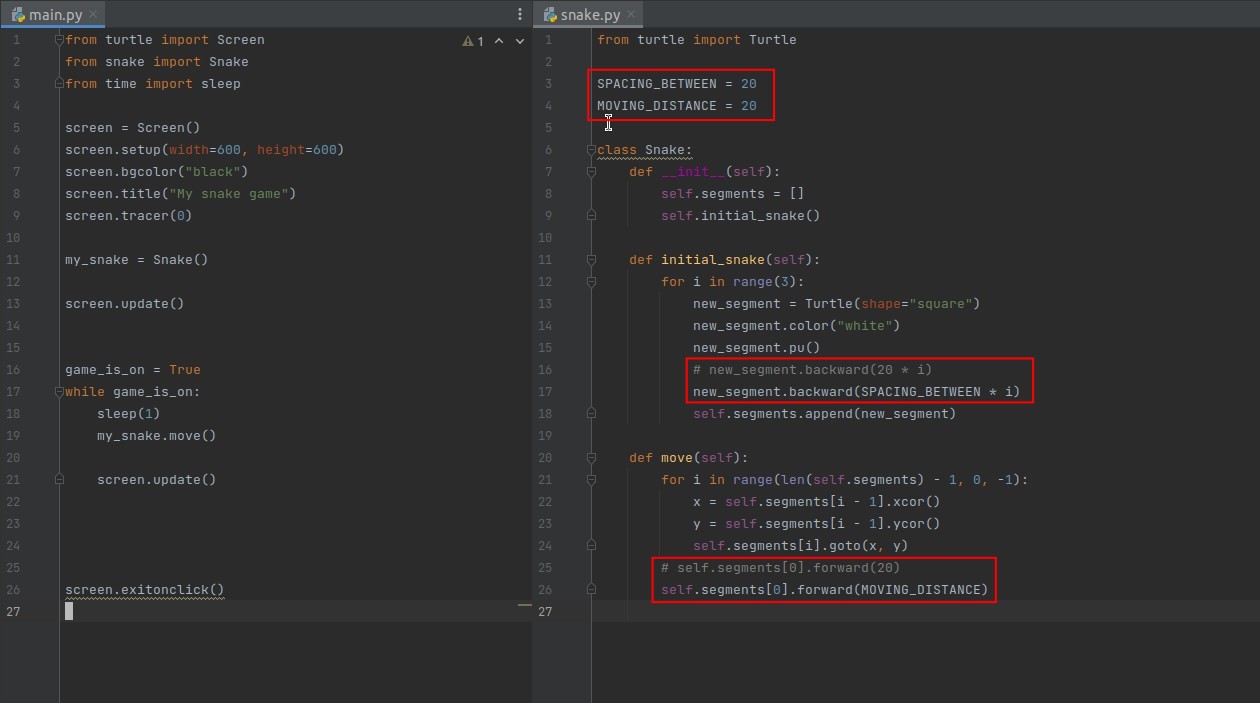 main.py
1 from turtle import Screen
2 from snake import Snake
3 from time import sleep
4
5 screen = Screen()
6 screen.setup(width=600, height=600)
7 screen.bgcolor("black")
8 screen.title("My snake game")
9 screen.tracer(0)
10
11 my_snake = Snake()
12
13 screen.update()
14
15
16 game_is_on = True
17 while game_is_on:
18     sleep(1)
19     my_snake.move()
20
21     screen.update()
22
23
24
25
26 screen.exitonclick()
27
1
snake.py
1 from turtle import Turtle
2
3 SPACING_BETWEEN = 20
4 MOVING_DISTANCE = 20
5
6 class Snake:
7     def __init__(self):
8         self.segments = []
9         self.initial_snake()
10
11     def initial_snake(self):
12         for i in range(3):
13             new_segment = Turtle(shape="square")
14             new_segment.color("white")
15             new_segment.pu()
16             # new_segment.backward(20 * i)
17             new_segment.backward(SPACING_BETWEEN * i)
18             self.segments.append(new_segment)
19
20     def move(self):
21         for i in range(len(self.segments) - 1, 0, -1):
22             x = self.segments[i - 1].xcor()
23             y = self.segments[i - 1].ycor()
24             self.segments[i].goto(x, y)
25         # self.segments[0].forward(20)
26         self.segments[0].forward(MOVING_DISTANCE)
27